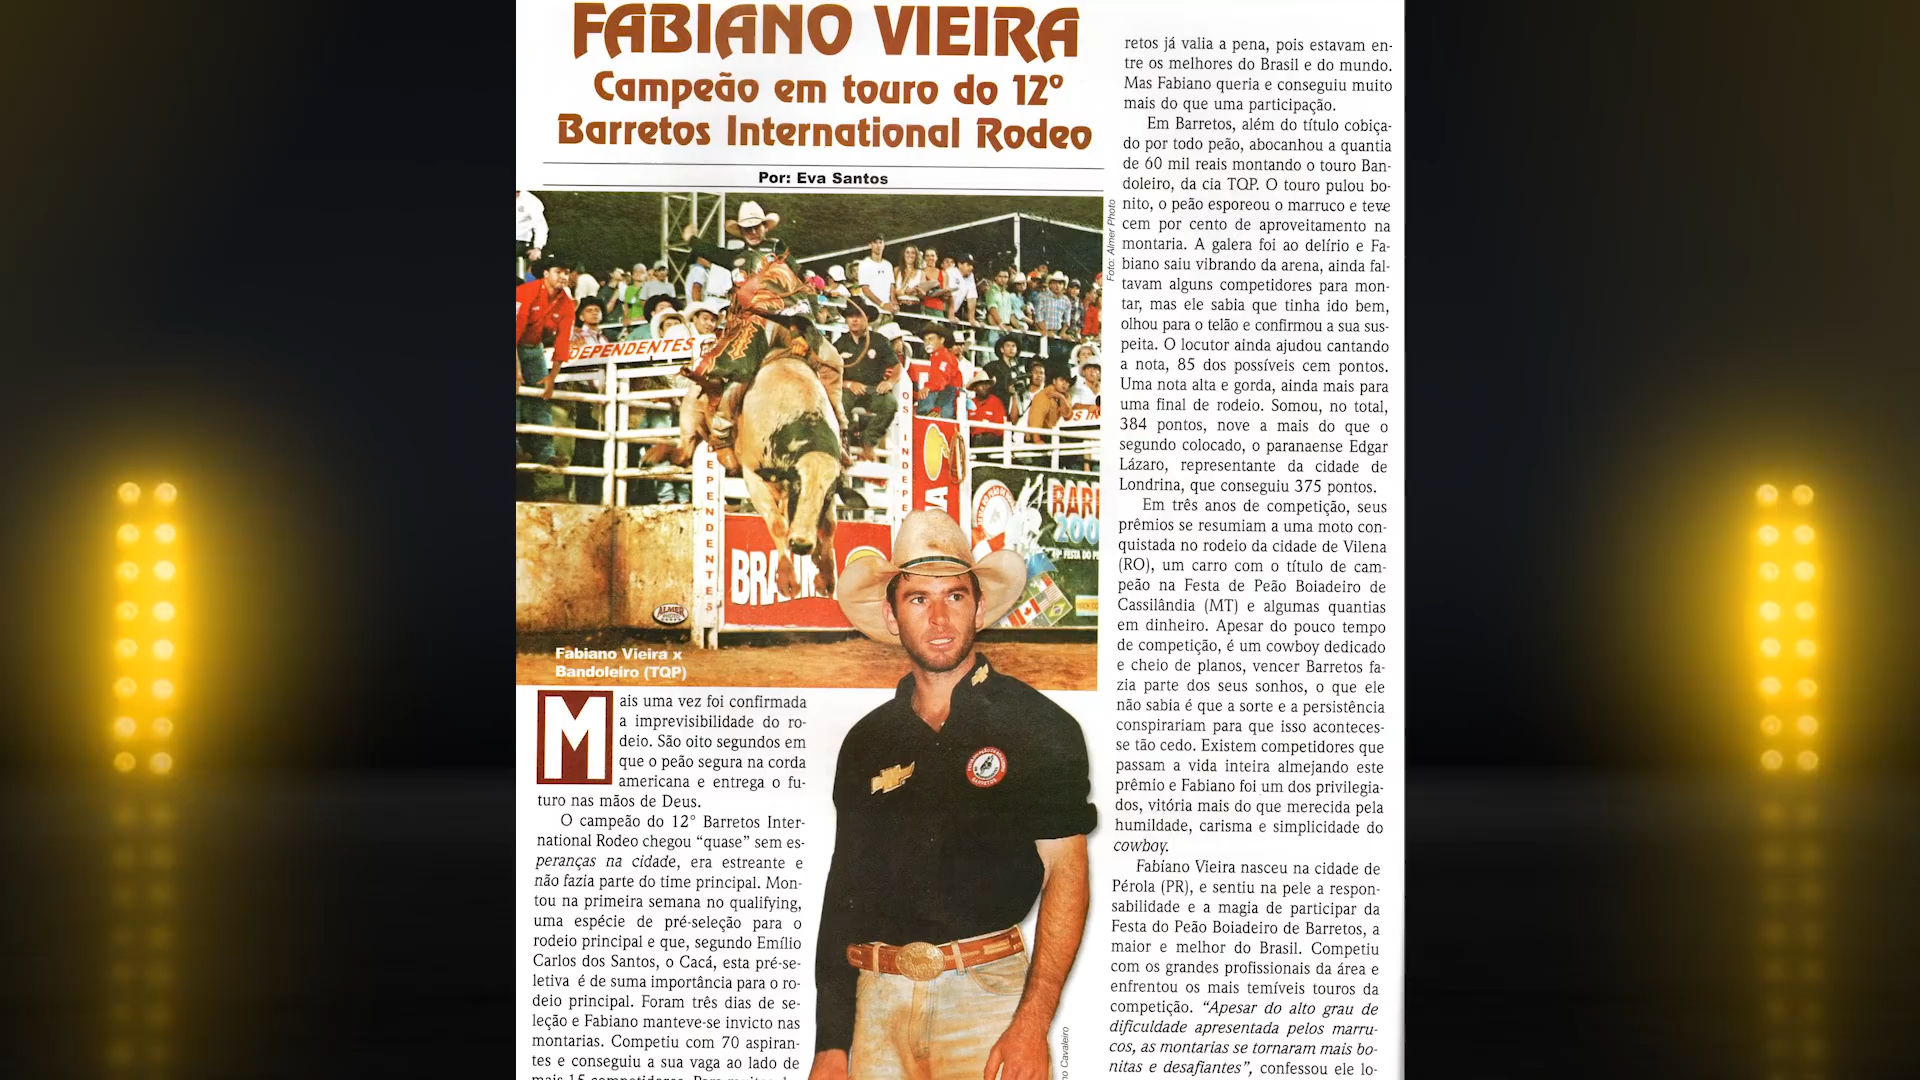 FABIANO VIEIRA
Campeão em touro do 12º
Barretos International Rodeo
Por: Eva Santos
DEPENDENTES
DEPENDENTES
OS INDEPE
BRA
BARR
200
ALMER
Fabiano Vieira x
Bandoleiro (TQP)
Foto: Almer Photo
Mais uma vez foi confirmada
a imprevisibilidade do ro-
deio. São oito segundos em
que o peão segura na corda
americana e entrega o fu-
turo nas mãos de Deus.
O campeão do 12° Barretos Inter-
national Rodeo chegou “quase” sem es-
peranças na cidade, era estreante e
não fazia parte do time principal. Mon-
tou na primeira semana no qualifying,
uma espécie de pré-seleção para o
rodeio principal e que, segundo Emílio
Carlos dos Santos, o Cacá, esta pré-se-
letiva é de suma importância para o ro-
deio principal. Foram três dias de se-
leção e Fabiano manteve-se invicto nas
montarias. Competiu com 70 aspiran-
tes e conseguiu a sua vaga ao lado de
mais 15 competidores.
BARRETOS
no Cavaleiro
retos já valia a pena, pois estavam en-
tre os melhores do Brasil e do mundo.
Mas Fabiano queria e conseguiu muito
mais do que uma participação.
Em Barretos, além do título cobiça-
do por todo peão, abocanhou a quantia
de 60 mil reais montando o touro Ban-
doleiro, da cia TQP. O touro pulou bo-
nito, o peão esporeou o marruco e teve
cem por cento de aproveitamento na
montaria. A galera foi ao delírio e Fa-
biano saiu vibrando da arena, ainda fal-
tavam alguns competidores para mon-
tar, mas ele sabia que tinha ido bem,
olhou para o telão e confirmou a sua sus-
peita. O locutor ainda ajudou cantando
a nota, 85 dos possíveis cem pontos.
Uma nota alta e gorda, ainda mais para
uma final de rodeio. Somou, no total,
384 pontos, nove a mais do que o
segundo colocado, o paranaense Edgar
Lázaro, representante da cidade de
Londrina, que conseguiu 375 pontos.
Em três anos de competição, seus
prêmios se resumiam a uma moto con-
quistada no rodeio da cidade de Vilena
(RO), um carro com o título de cam-
peão na Festa de Peão Boiadeiro de
Cassilândia (MT) e algumas quantias
em dinheiro. Apesar do pouco tempo
de competição, é um cowboy dedicado
e cheio de planos, vencer Barretos fa-
zia parte dos seus sonhos, o que ele
não sabia é que a sorte e a persistência
conspirariam para que isso aconteces-
se tão cedo. Existem competidores que
passam a vida inteira almejando este
prêmio e Fabiano foi um dos privilegia-
dos, vitória mais do que merecida pela
humildade, carisma e simplicidade do
cowboy.
Fabiano Vieira nasceu na cidade de
Pérola (PR), e sentiu na pele a respon-
sabilidade e a magia de participar da
Festa do Peão Boiadeiro de Barretos, a
maior e melhor do Brasil. Competiu
com os grandes profissionais da área e
enfrentou os mais temíveis touros da
competição. “Apesar do alto grau de
dificuldade apresentada pelos marru-
cos, as montarias se tornaram mais bo-
nitas e desafiantes”, confessou ele lo-